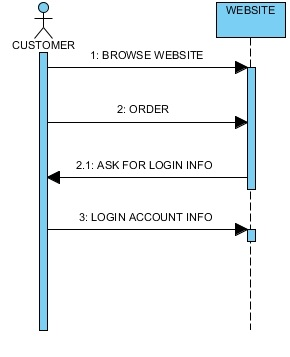 WEBSITE
CUSTOMER
1: BROWSE WEBSITE
2: ORDER
2.1: ASK FOR LOGIN INFO
3: LOGIN ACCOUNT INFO